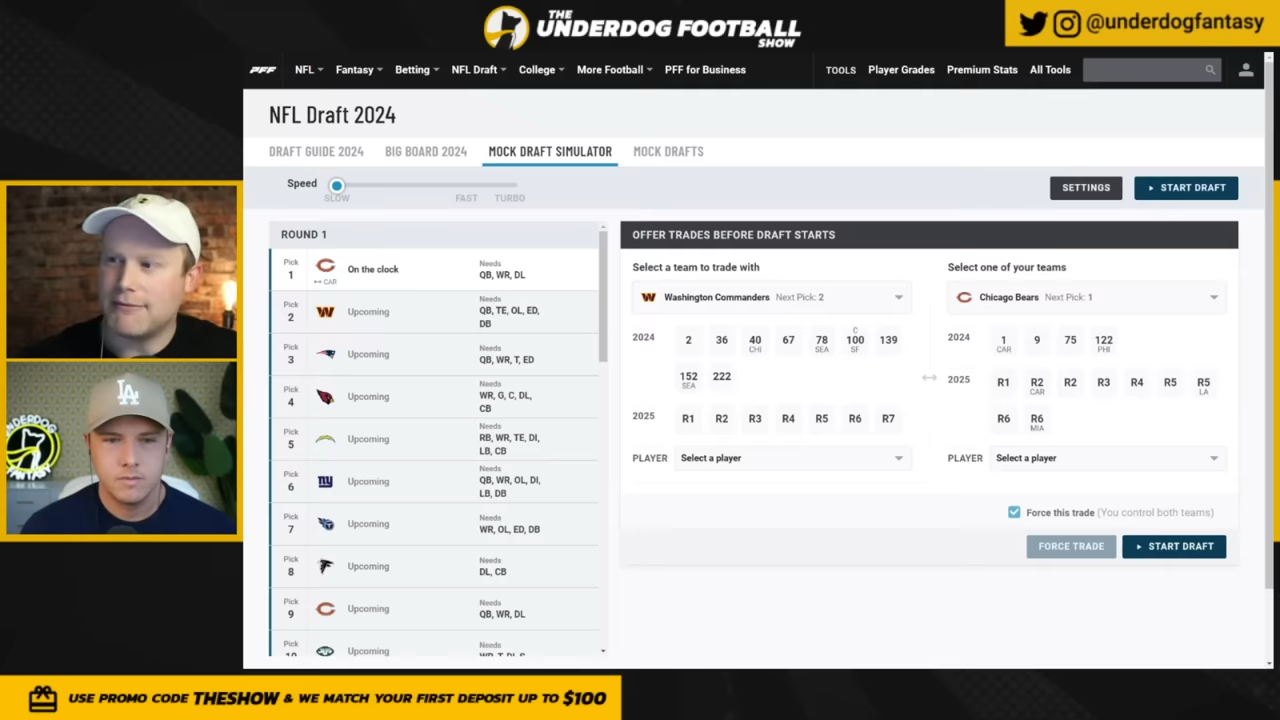 THE
UNDERDOG FOOTBALL
SHOW
@underdogfantasy
PFF NFL Fantasy Betting NFL Draft College More Football PFF for Business TOOLS Player Grades Premium Stats All Tools
NFL Draft 2024
DRAFT GUIDE 2024 BIG BOARD 2024 MOCK DRAFT SIMULATOR MOCK DRAFTS
Speed
SLOW FAST TURBO
SETTINGS START DRAFT
ROUND 1
Pick 1 CAR On the clock Needs QB, WR, DL
Pick 2 W Upcoming Needs QB, TE, OL, ED, DB
Pick 3 Upcoming Needs QB, WR, T, ED
Pick 4 Upcoming Needs WR, G, C, DL, CB
Pick 5 Upcoming Needs RB, WR, TE, DI, LB, CB
Pick 6 ny Upcoming Needs QB, WR, OL, DI, LB, DB
Pick 7 Upcoming Needs WR, OL, ED, DB
Pick 8 Upcoming Needs DL, CB
Pick 9 Upcoming Needs QB, WR, DL
Pick 10 Upcoming Needs
OFFER TRADES BEFORE DRAFT STARTS
Select a team to trade with
Washington Commanders Next Pick: 2
2024 2 36 40 CHI 67 78 SEA C 100 SF 139
152 SEA 222
2025 R1 R2 R3 R4 R5 R6 R7
PLAYER Select a player
Select one of your teams
Chicago Bears Next Pick: 1
2024 1 CAR 9 75 122 PHI
2025 R1 R2 CAR R2 R3 R4 R5 R5 LA
R6 R6 MIA
PLAYER Select a player
Force this trade (You control both teams)
FORCE TRADE START DRAFT
UNDERDOG
FANTASY
LA
USE PROMO CODE THESHOW & WE MATCH YOUR FIRST DEPOSIT UP TO $100